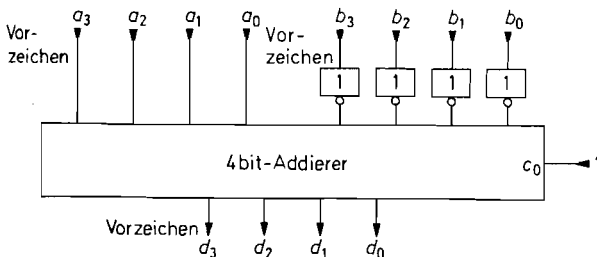 a3 a2 a1 a0 b3 b2 b1 b0
Vor-
zeichen
Vor-
zeichen
1 1 1 1
4bit-Addierer
c0
Vorzeichen
d3 d2 d1 d0